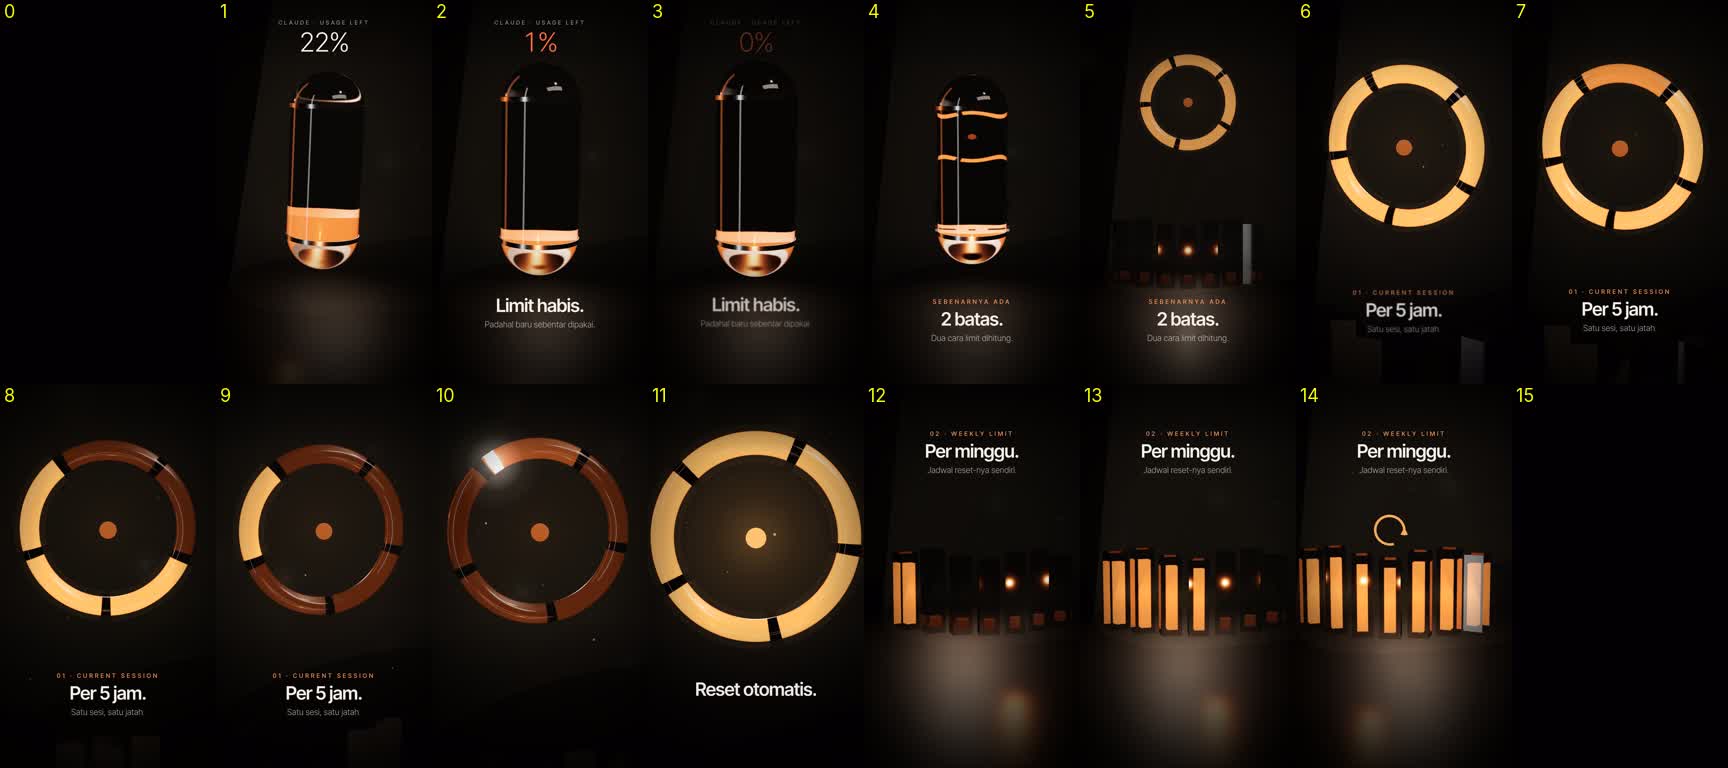 0
1
CLAUDE · USAGE LEFT
22%
2
CLAUDE · USAGE LEFT
1%
Limit habis.
Padahal baru sebentar dipakai.
3
CLAUDE · USAGE LEFT
0%
Limit habis.
Padahal baru sebentar dipakai
4
SEBENARNYA ADA
2 batas.
Dua cara limit dihitung.
5
SEBENARNYA ADA
2 batas.
Dua cara limit dihitung.
6
01 · CURRENT SESSION
Per 5 jam.
Satu sesi, satu jatah
7
01 · CURRENT SESSION
Per 5 jam.
Satu sesi, satu jatah
8
01 · CURRENT SESSION
Per 5 jam.
Satu sesi, satu jatah
9
01 · CURRENT SESSION
Per 5 jam.
Satu sesi, satu jatah
10
11
Reset otomatis.
12
02 · WEEKLY LIMIT
Per minggu.
Jadwal reset-nya sendiri.
13
02 · WEEKLY LIMIT
Per minggu.
Jadwal reset-nya sendiri.
14
02 · WEEKLY LIMIT
Per minggu.
Jadwal reset-nya sendiri.
15